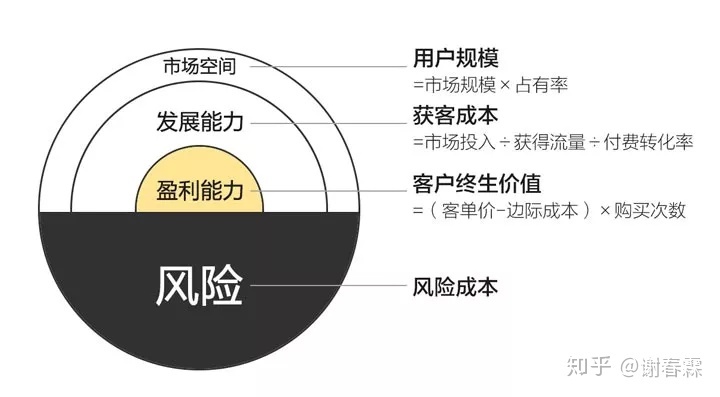 市场空间
用户规模
=市场规模×占有率
发展能力
获客成本
=市场投入÷获得流量÷付费转化率
盈利能力
客户终生价值
=（客单价-边际成本）×购买次数
风险
风险成本
知乎 @谢春霖